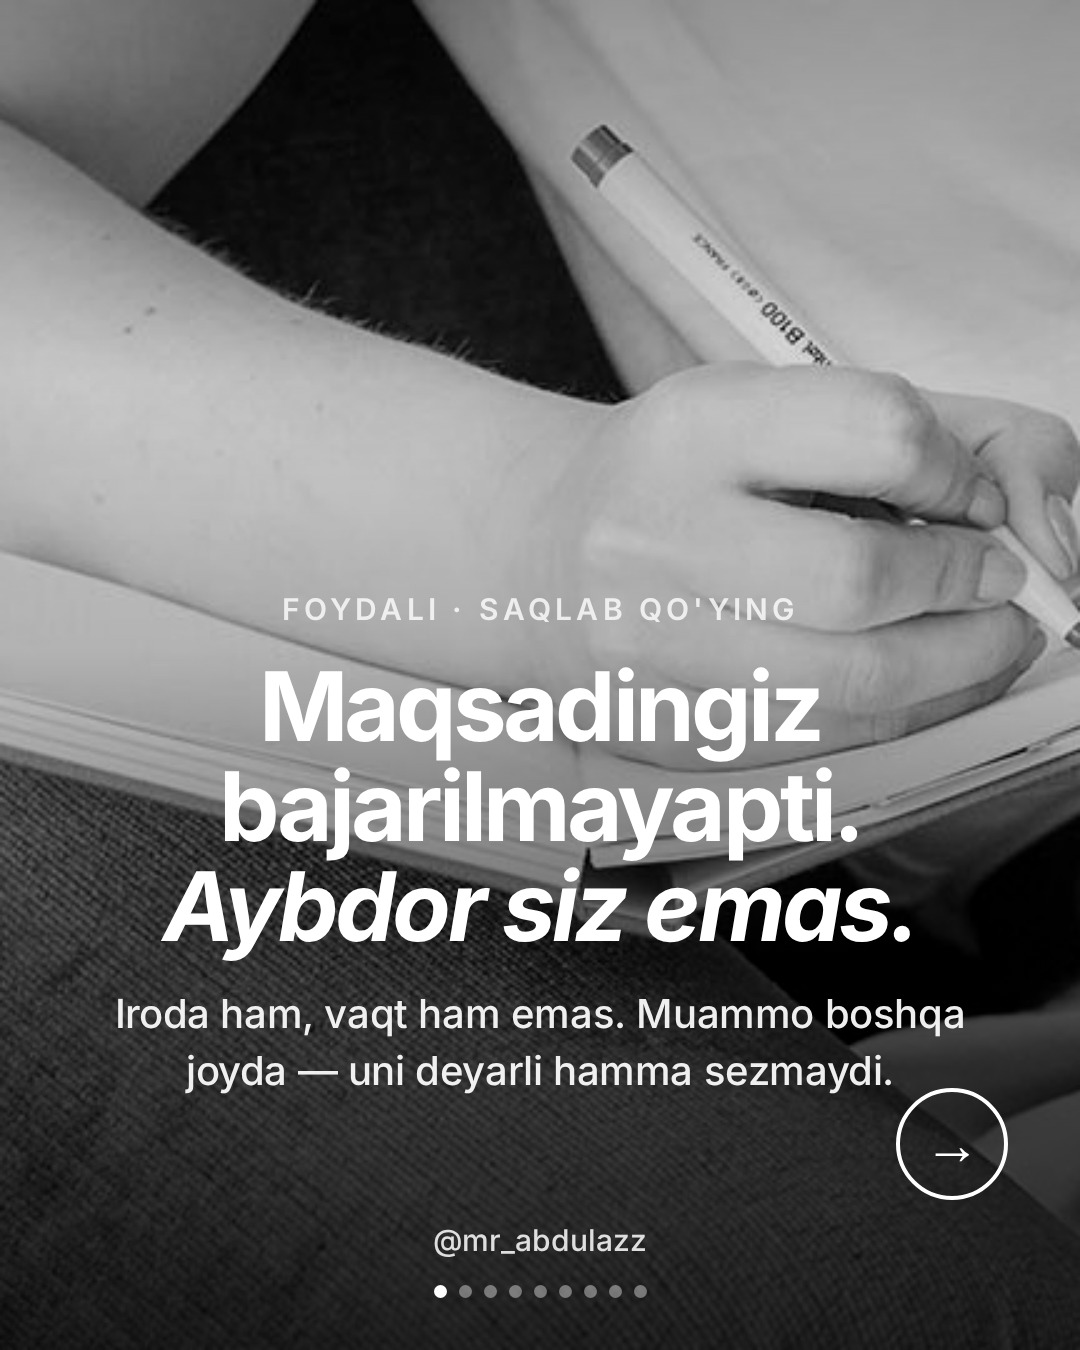 B100
FOYDALI · SAQLAB QO'YING
Maqsadingiz
bajarilmayapti.
Aybdor siz emas.
Iroda ham, vaqt ham emas. Muammo boshqa
joyda — uni deyarli hamma sezmaydi.
→
@mr_abdulazz